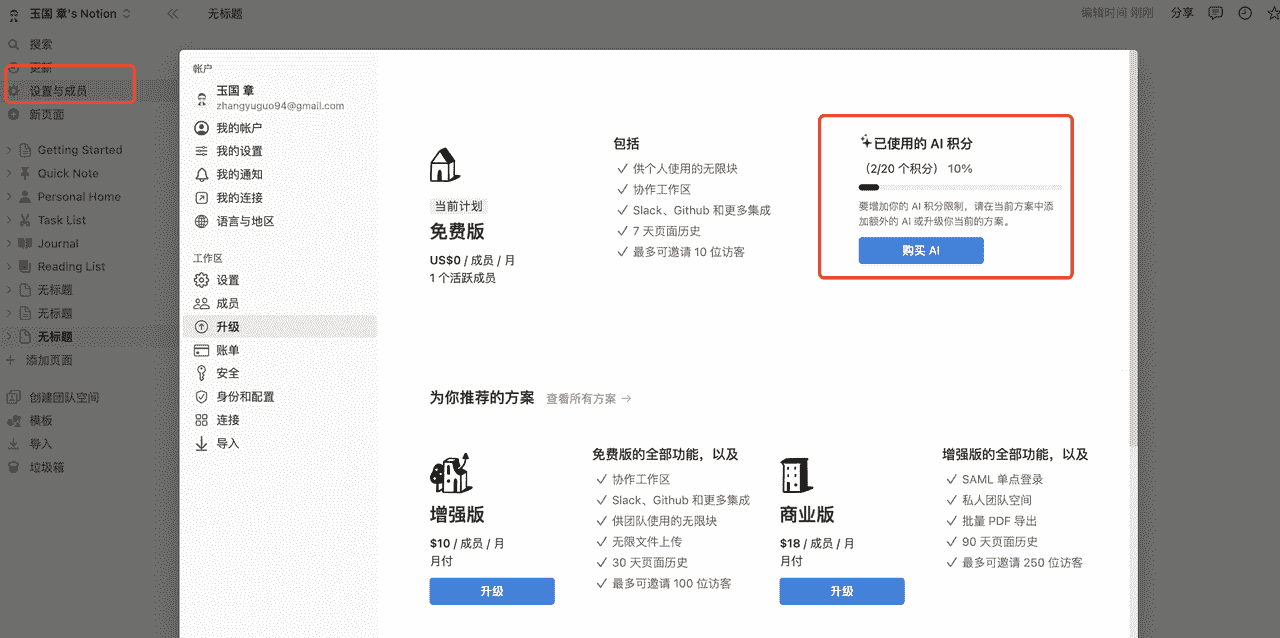 玉国 章's Notion
无标题
编辑时间 刚刚
分享
搜索
更新
设置与成员
新页面
Getting Started
Quick Note
Personal Home
Task List
Journal
Reading List
无标题
无标题
无标题
添加页面
创建团队空间
模板
导入
垃圾箱
帐户
玉国 章
zhangyuguo94@gmail.com
我的帐户
我的设置
我的通知
我的连接
语言与地区
工作区
设置
成员
升级
账单
安全
身份和配置
连接
导入
当前计划
免费版
US$0 / 成员 / 月
1 个活跃成员
包括
供个人使用的无限块
协作工作区
Slack、Github 和更多集成
7 天页面历史
最多可邀请 10 位访客
已使用的 AI 积分
（2/20 个积分） 10%
要增加你的 AI 积分限制，请在当前方案中添
加额外的 AI 或升级你当前的方案。
购买 AI
为你推荐的方案 查看所有方案 →
增强版
$10 / 成员 / 月
月付
升级
免费版的全部功能，以及
协作工作区
Slack、Github 和更多集成
供团队使用的无限块
无限文件上传
30 天页面历史
最多可邀请 100 位访客
商业版
$18 / 成员 / 月
月付
升级
增强版的全部功能，以及
SAML 单点登录
私人团队空间
批量 PDF 导出
90 天页面历史
最多可邀请 250 位访客